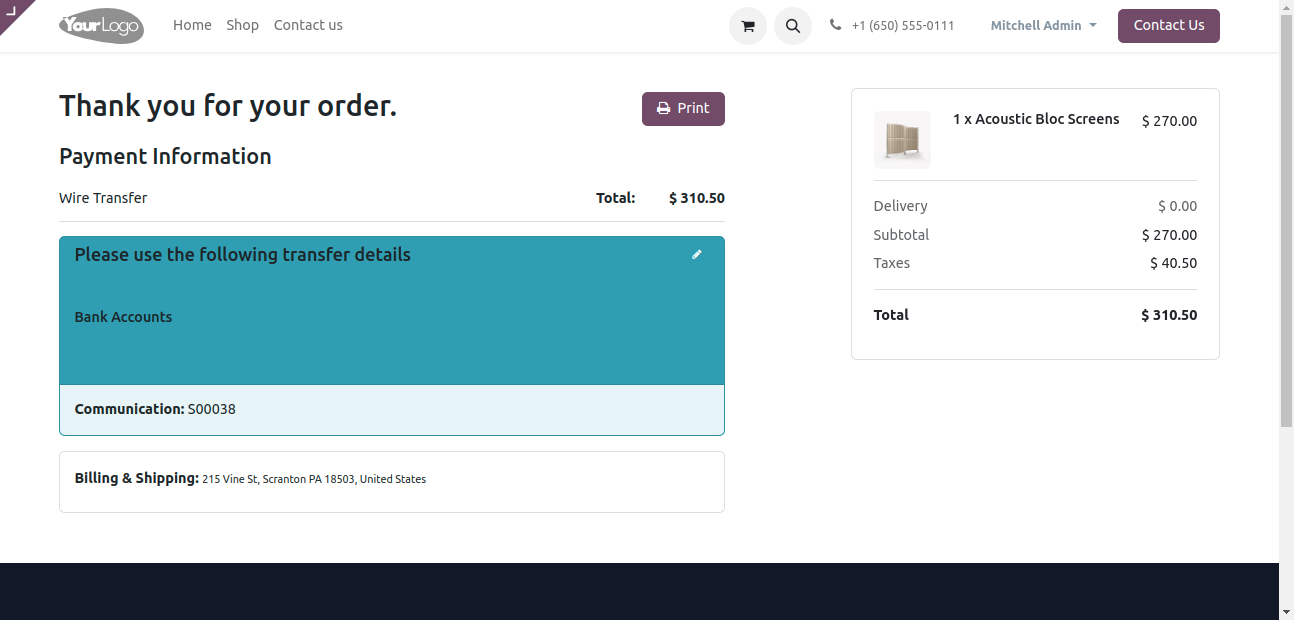 YourLogo
Home Shop Contact us
+1 (650) 555-0111
Mitchell Admin
Contact Us
Thank you for your order.
Print
Payment Information
Wire Transfer
Total: $ 310.50
Please use the following transfer details
Bank Accounts
Communication: S00038
Billing & Shipping: 215 Vine St, Scranton PA 18503, United States
1 x Acoustic Bloc Screens $ 270.00
Delivery $ 0.00
Subtotal $ 270.00
Taxes $ 40.50
Total $ 310.50